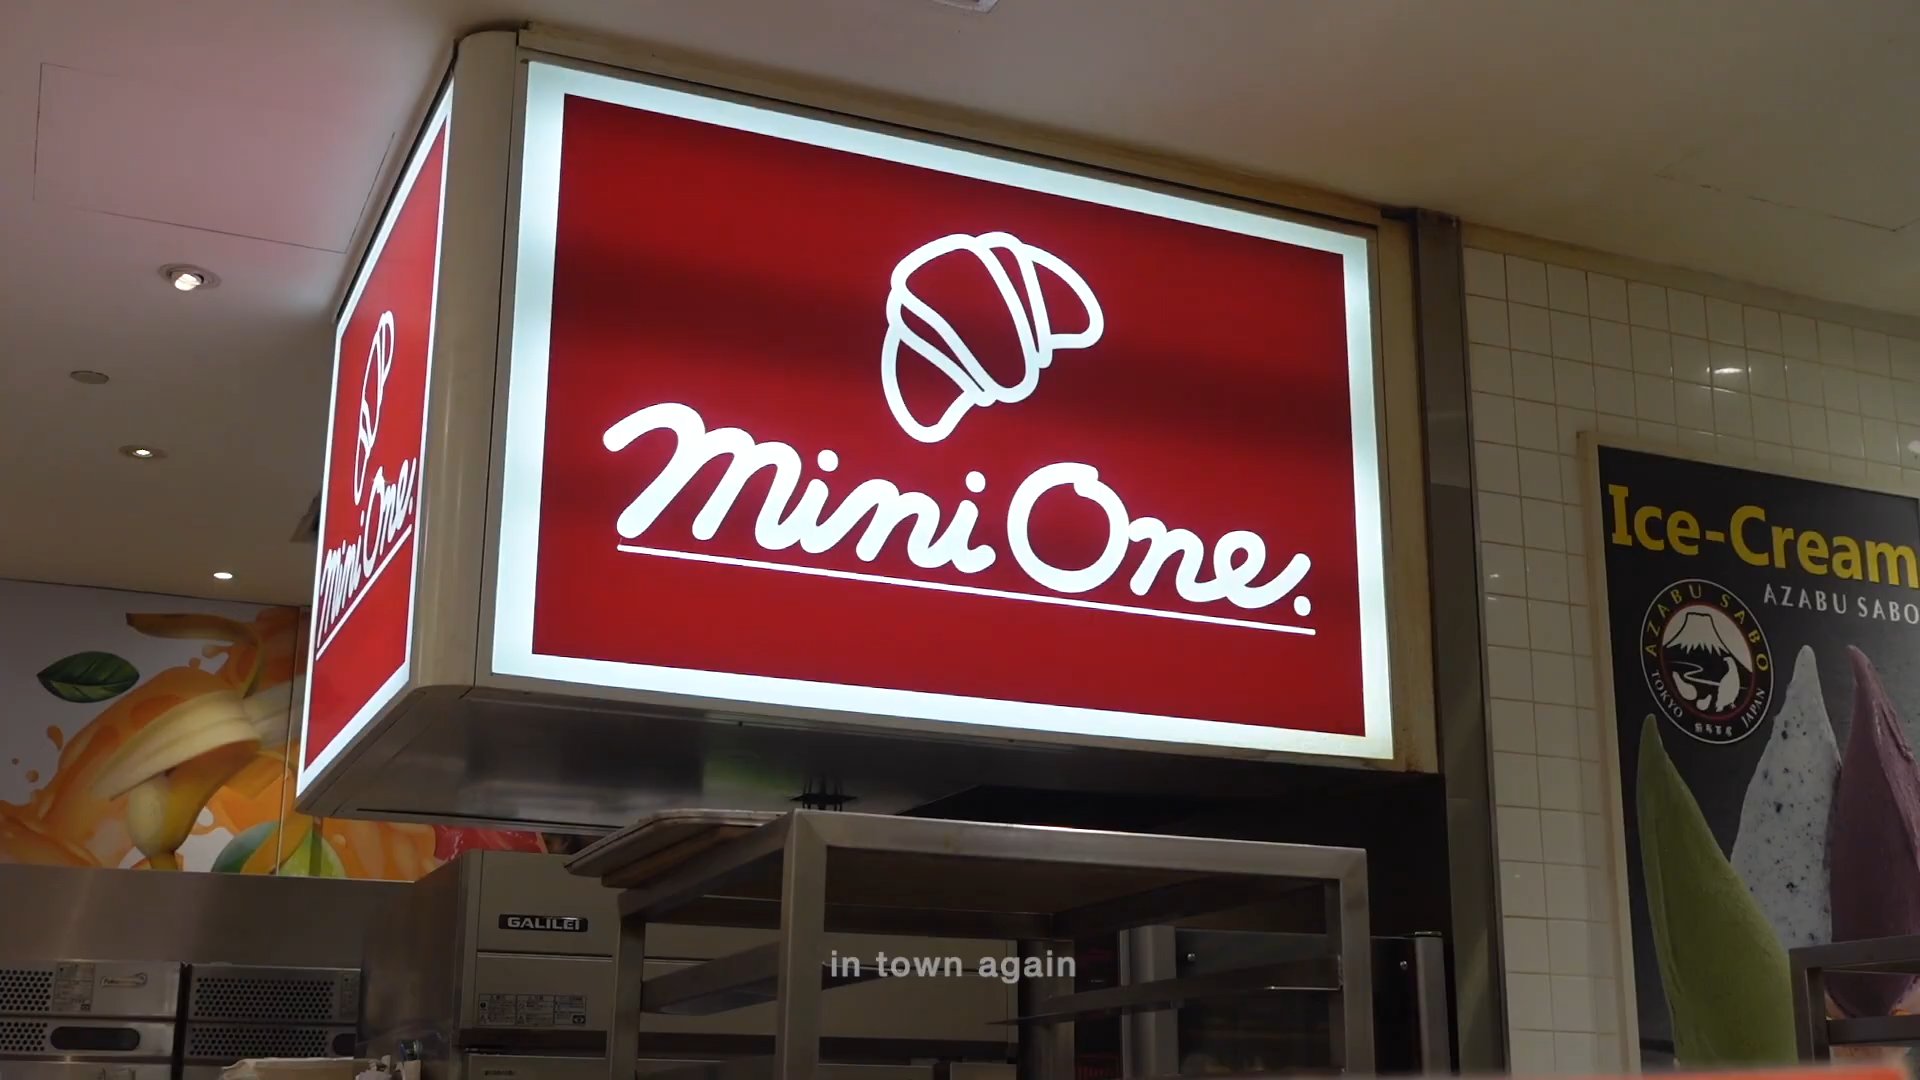 mini One.
mini One.
Ice-Cream
AZABU SABO
AZABU SABO
TOKYO JAPAN
GALILEI
in town again